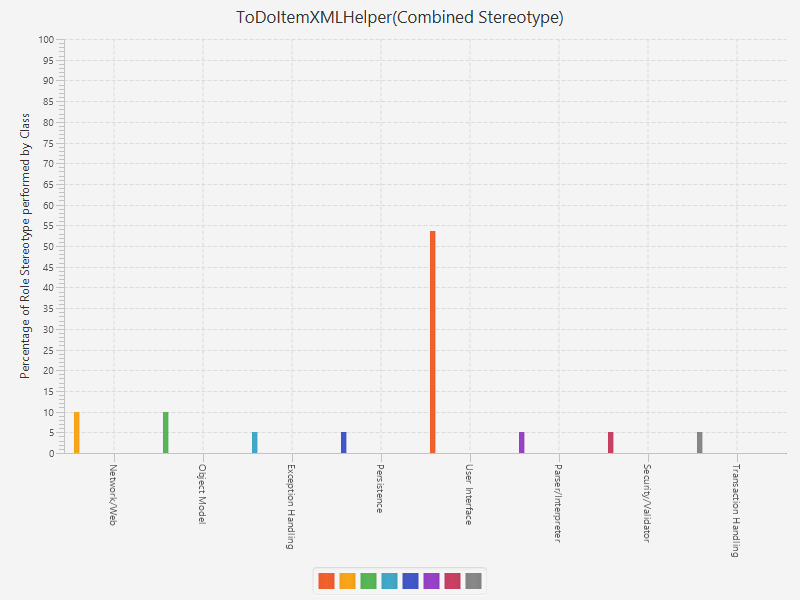 ToDoItemXMLHelper(Combined Stereotype)
Percentage of Role Stereotype performed by Class
100
95
90
85
80
75
70
65
60
55
50
45
40
35
30
25
20
15
10
5
0
Network/Web
Object Model
Exception Handling
Persistence
User Interface
Parser/Interpreter
Security/Validator
Transaction Handling